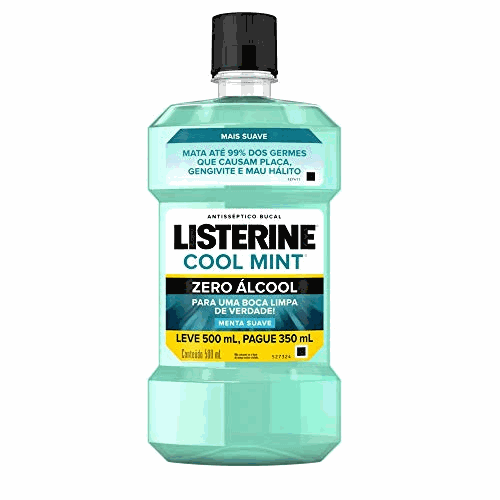 MAIS SUAVE
MATA ATÉ 99% DOS GERMES
QUE CAUSAM PLACA,
GENGIVITE E MAU HÁLITO
ANTISSÉPTICO BUCAL
LISTERINE
COOL MINT
ZERO ÁLCOOL
PARA UMA BOCA LIMPA
DE VERDADE!
MENTA SUAVE
LEVE 500 mL, PAGUE 350 mL
Conteúdo 500 mL
527324